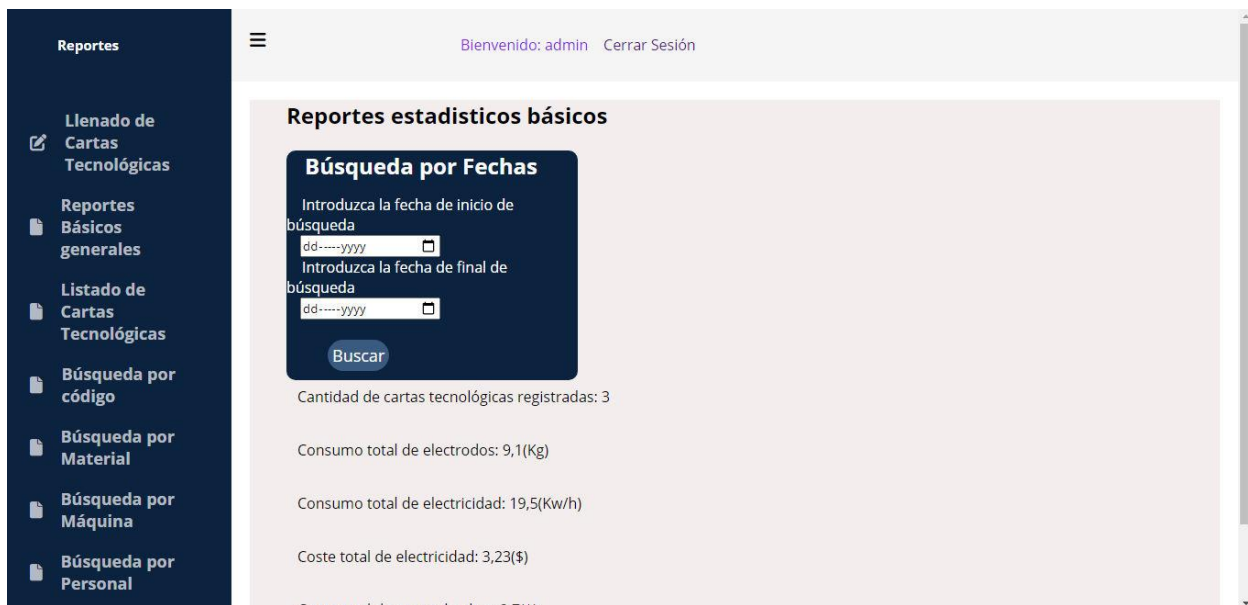 Reportes
Llenado de
Cartas
Tecnológicas
Reportes
Básicos
generales
Listado de
Cartas
Tecnológicas
Búsqueda por
código
Búsqueda por
Material
Búsqueda por
Máquina
Búsqueda por
Personal
Bienvenido: admin Cerrar Sesión
Reportes estadisticos básicos
Búsqueda por Fechas
Introduzca la fecha de inicio de
búsqueda
dd-----yyyy
Introduzca la fecha de final de
búsqueda
dd-----yyyy
Buscar
Cantidad de cartas tecnológicas registradas: 3
Consumo total de electrodos: 9,1(Kg)
Consumo total de electricidad: 19,5(Kw/h)
Coste total de electricidad: 3,23($)